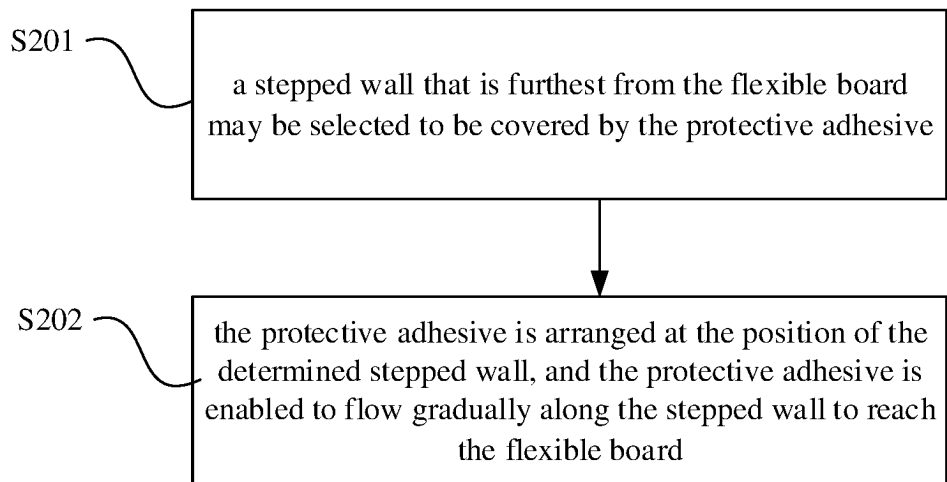 S201
a stepped wall that is furthest from the flexible board
may be selected to be covered by the protective adhesive
S202
the protective adhesive is arranged at the position of the
determined stepped wall, and the protective adhesive is
enabled to flow gradually along the stepped wall to reach
the flexible board